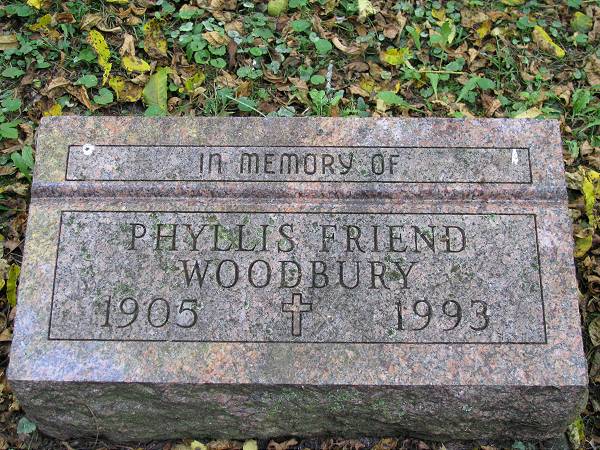 IN MEMORY OF
PHYLLIS FRIEND
WOODBURY
1905 1993